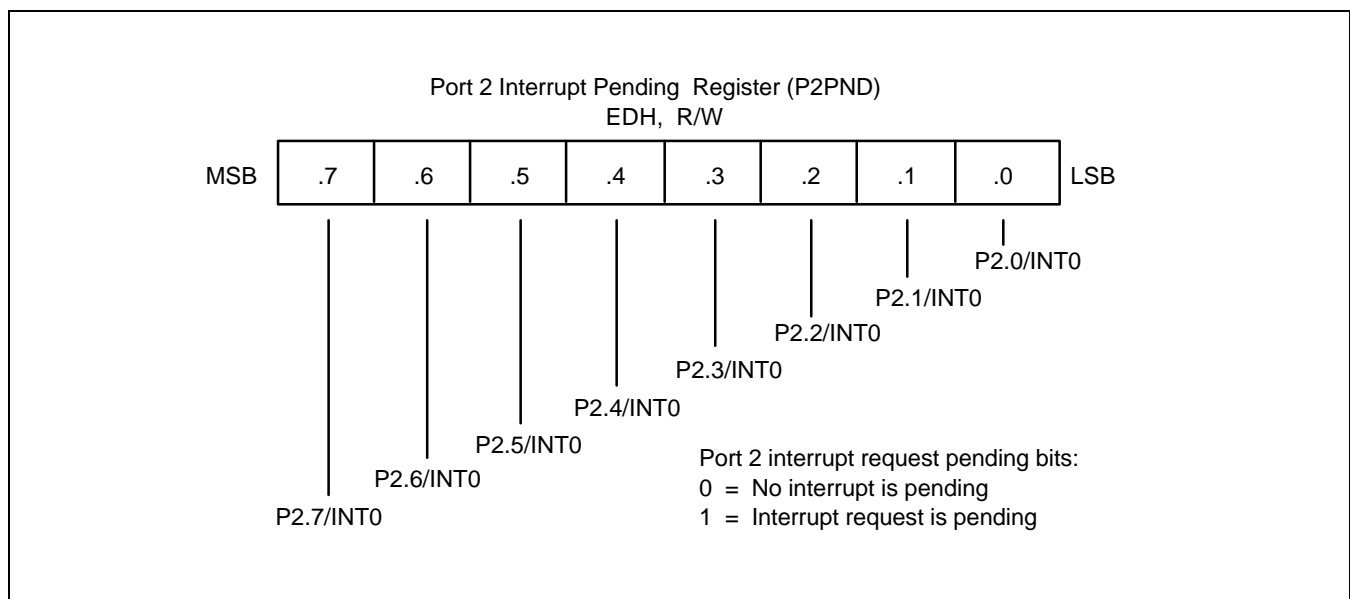 Port 2 Interrupt Pending Register (P2PND)
EDH, R/W
MSB .7 .6 .5 .4 .3 .2 .1 .0 LSB
P2.0/INT0
P2.1/INT0
P2.2/INT0
P2.3/INT0
P2.4/INT0
P2.5/INT0
P2.6/INT0
P2.7/INT0
Port 2 interrupt request pending bits:
0 = No interrupt is pending
1 = Interrupt request is pending